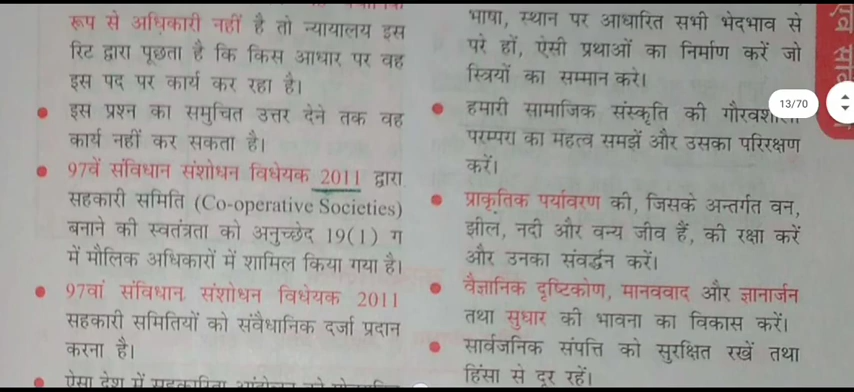 रूप से अधिकारी नहीं है तो न्यायालय इस
रिट द्वारा पूछता है कि किस आधार पर वह
इस पद पर कार्य कर रहा है।
● इस प्रश्न का समुचित उत्तर देने तक वह
कार्य नहीं कर सकता है।
● 97वें संविधान संशोधन विधेयक 2011 द्वारा
सहकारी समिति (Co-operative Societies)
बनाने की स्वतंत्रता को अनुच्छेद 19(1) ग
में मौलिक अधिकारों में शामिल किया गया है।
● 97वां संविधान संशोधन विधेयक 2011
सहकारी समितियों को संवैधानिक दर्जा प्रदान
करना है।
● ऐसा देश में सहकारिता
भाषा, स्थान पर आधारित सभी भेदभाव से
परे हों, ऐसी प्रथाओं का निर्माण करें जो
स्त्रियों का सम्मान करे।
● हमारी सामाजिक संस्कृति की गौरवशाली
परम्परा का महत्व समझें और उसका परिरक्षण
करें।
● प्राकृतिक पर्यावरण की, जिसके अन्तर्गत वन,
झील, नदी और वन्य जीव हैं, की रक्षा करें
और उनका संवर्द्धन करें।
● वैज्ञानिक दृष्टिकोण, मानववाद और ज्ञानार्जन
तथा सुधार की भावना का विकास करें।
● सार्वजनिक संपत्ति को सुरक्षित रखें तथा
हिंसा से दूर रहें।
13/70